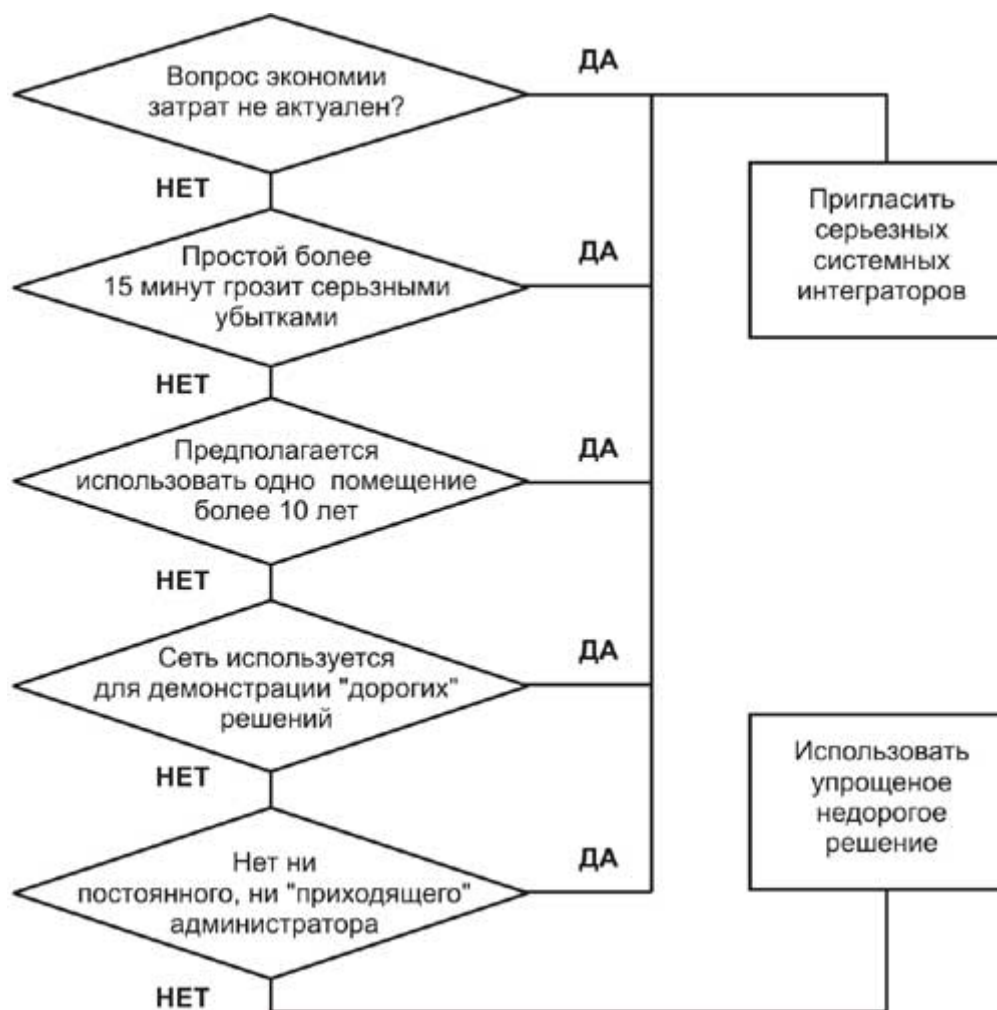 Вопрос экономии
затрат не актуален?
ДА
НЕТ
Пригласить
серьезных
системных
интеграторов
Простой более
15 минут грозит серьзными
убытками
ДА
НЕТ
Предполагается
использовать одно помещение
более 10 лет
ДА
НЕТ
Сеть используется
для демонстрации "дорогих"
решений
ДА
НЕТ
Использовать
упрощеное
недорогое
решение
Нет ни
постоянного, ни "приходящего"
администратора
ДА
НЕТ